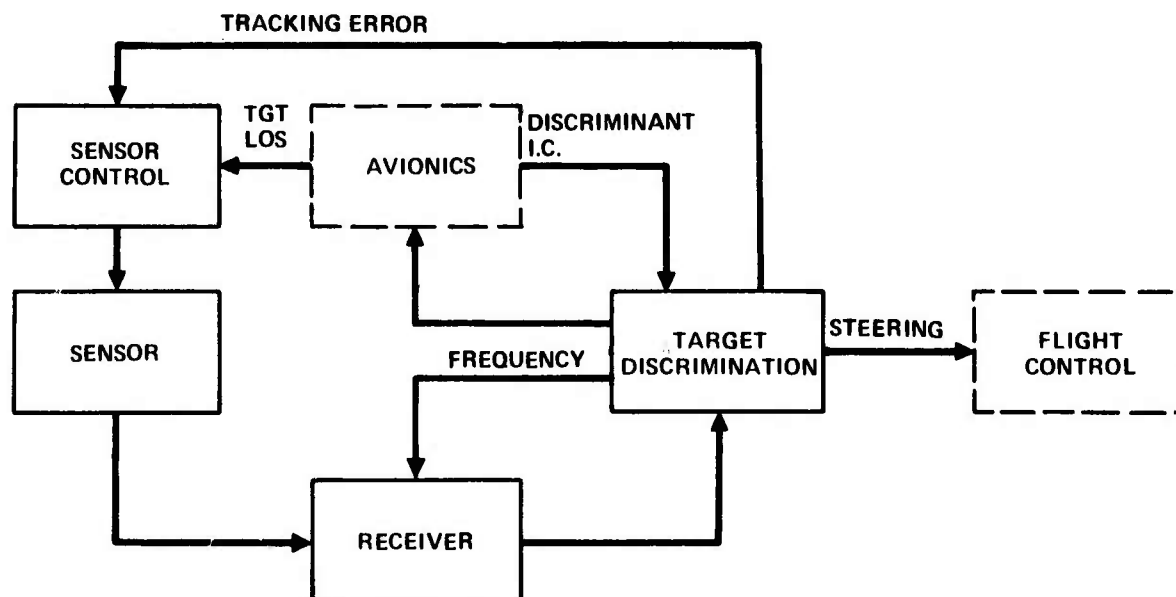 TRACKING ERROR
TGT
LOS
DISCRIMINANT
I.C.
SENSOR
CONTROL
AVIONICS
SENSOR
FREQUENCY
TARGET
DISCRIMINATION
STEERING
FLIGHT
CONTROL
RECEIVER